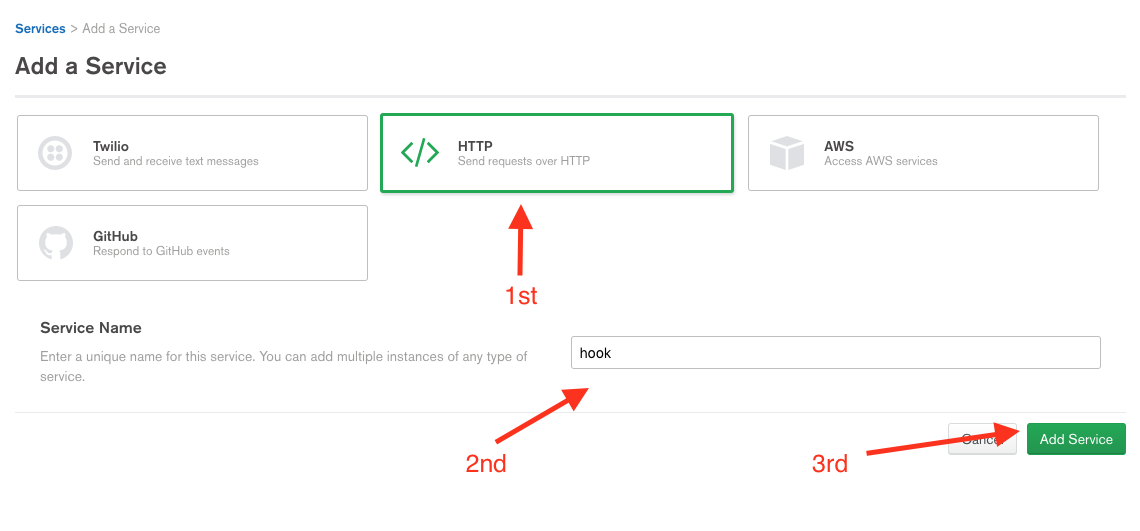 Services > Add a Service
Add a Service
Twilio
Send and receive text messages
HTTP
Send requests over HTTP
AWS
Access AWS services
GitHub
Respond to GitHub events
1st
Service Name
Enter a unique name for this service. You can add multiple instances of any type of
service.
hook
2nd
3rd
Cancel
Add Service